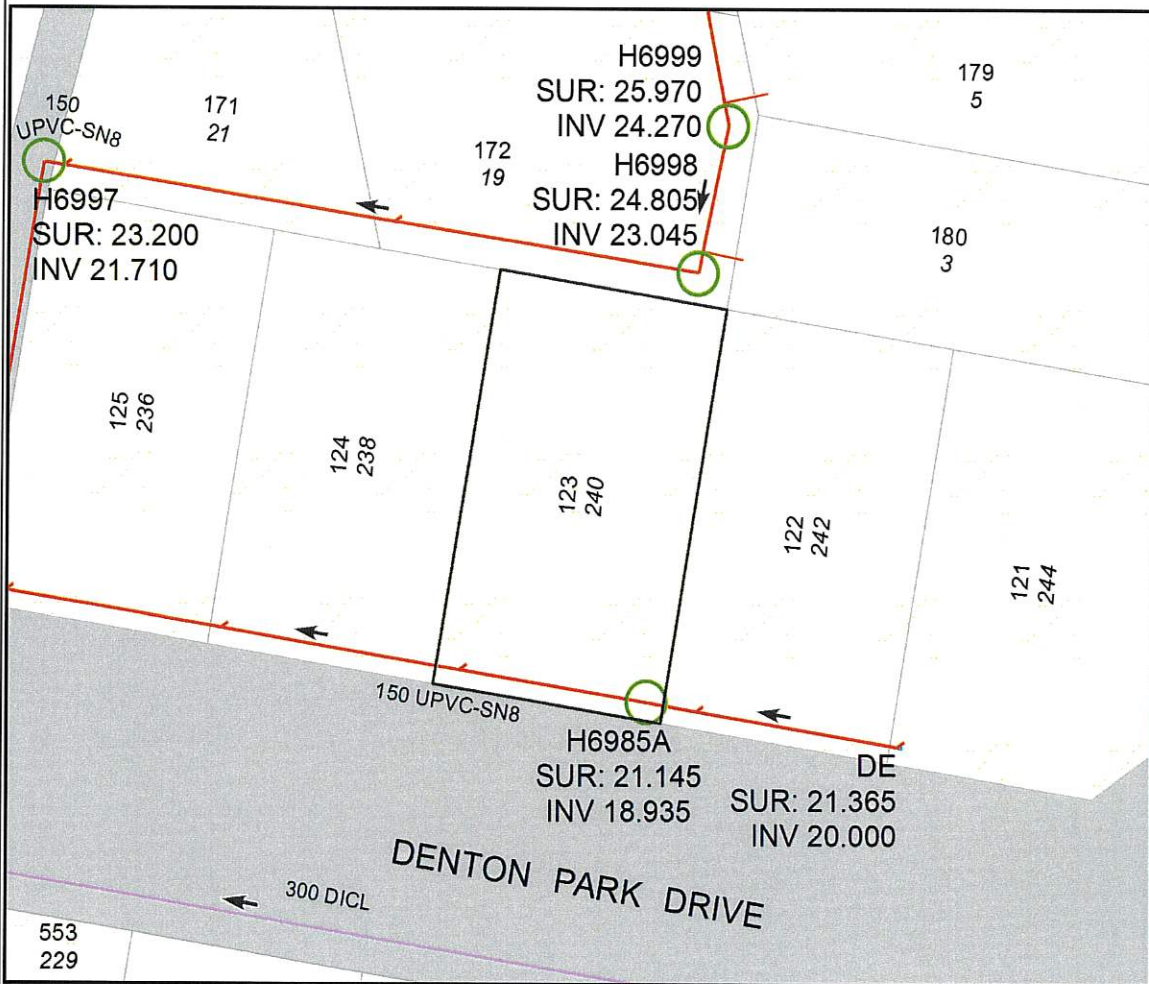 H6999
SUR: 25.970
INV 24.270
179
5
150
UPVC-SN8
171
21
172
19
H6998
SUR: 24.805
INV 23.045
H6997
SUR: 23.200
INV 21.710
180
3
125
236
124
238
123
240
122
242
121
244
150 UPVC-SN8
H6985A
SUR: 21.145
INV 18.935
DE
SUR: 21.365
INV 20.000
DENTON PARK DRIVE
300 DICL
553
229